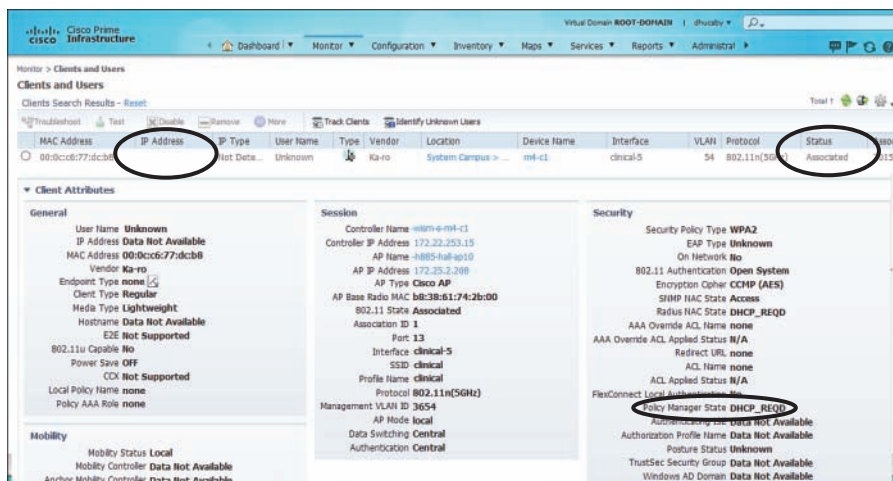 Virtual Domain ROOT-DOMAIN | dhucaby
cisco Cisco Prime Infrastructure
Dashboard Monitor Configuration Inventory Maps Services Reports Administrat
Monitor > Clients and Users
Clients and Users
Clients Search Results - Reset
Total 1
Troubleshoot Test Disable Remove More Track Clients Identify Unknown Users
MAC Address IP Address IP Type User Name Type Vendor Location Device Name Interface VLAN Protocol Status
00:0c:c6:77:dc:b8 Not Dete... Unknown Ka-ro System Campus > ... m4-c1 clinical-5 54 802.11n(5GHz) Associated
Client Attributes
General
User Name Unknown
IP Address Data Not Available
MAC Address 00:0c:c6:77:dc:b8
Vendor Ka-ro
Endpoint Type none
Client Type Regular
Media Type Lightweight
Hostname Data Not Available
E2E Not Supported
802.11u Capable No
Power Save OFF
CCX Not Supported
Local Policy Name none
Policy AAA Role none
Mobility
Mobility Status Local
Mobility Controller Data Not Available
Anchor Mobility Controller Data Not Available
Session
Controller Name wism-e-m4-c1
Controller IP Address 172.22.253.15
AP Name -hall-ap10
AP IP Address 172.25.2.208
AP Type Cisco AP
AP Base Radio MAC b8:38:61:74:2b:00
802.11 State Associated
Association ID 1
Port 13
Interface clinical-5
SSID clinical
Profile Name clinical
Protocol 802.11n(5GHz)
Management VLAN ID 3654
AP Mode local
Data Switching Central
Authentication Central
Security
Security Policy Type WPA2
EAP Type Unknown
On Network No
802.11 Authentication Open System
Encryption Cipher CCMP (AES)
SNMP NAC State Access
Radius NAC State DHCP_REQD
AAA Override ACL Name none
AAA Override ACL Applied Status N/A
Redirect URL none
ACL Name none
ACL Applied Status N/A
FlexConnect Local Authentication No
Policy Manager State DHCP_REQD
Authenticating ISE Data Not Available
Authorization Profile Name Data Not Available
Posture Status Unknown
TrustSec Security Group Data Not Available
Windows AD Domain Data Not Available